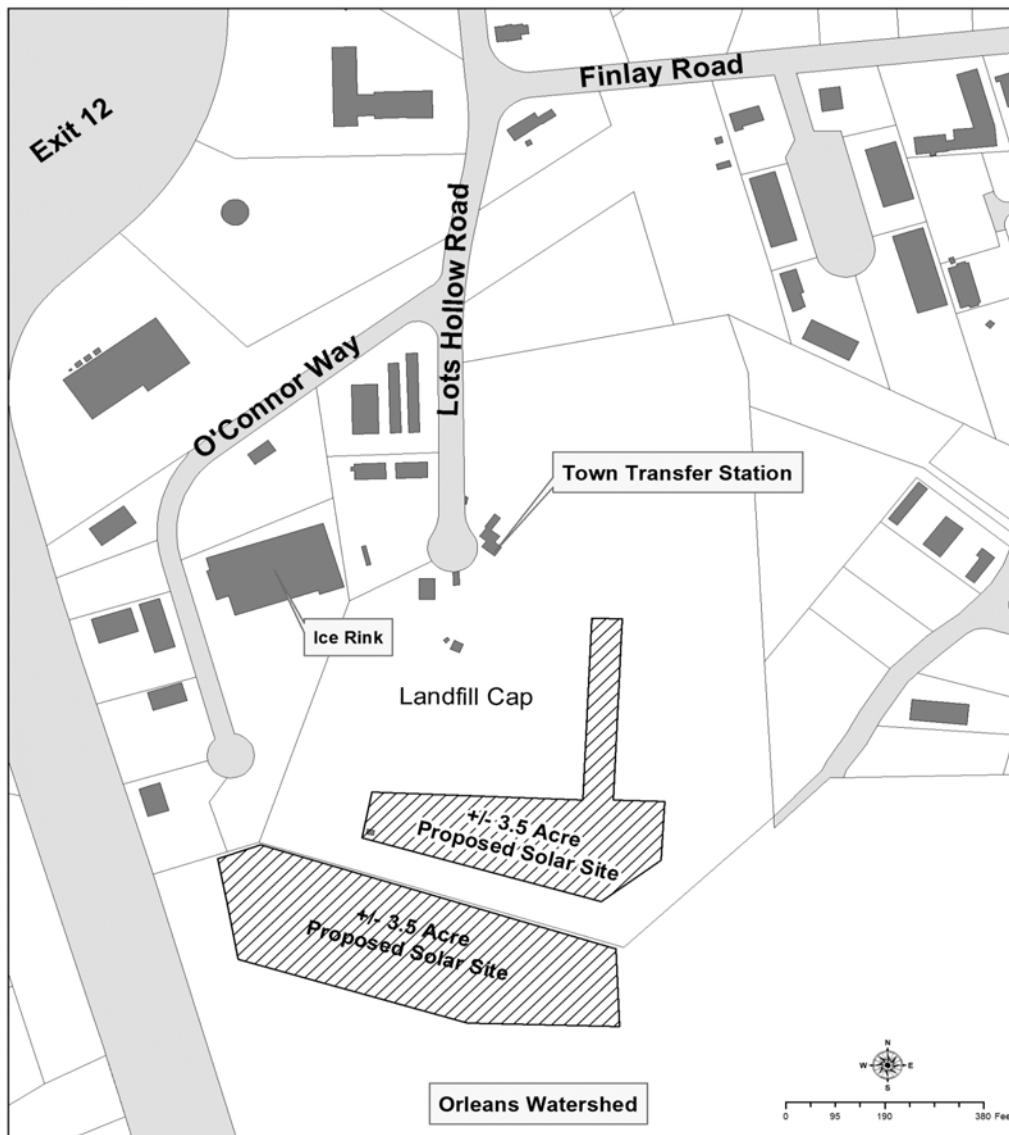 Finlay Road
Exit 12
Lots Hollow Road
O'Connor Way
Town Transfer Station
Ice Rink
Landfill Cap
+/- 3.5 Acre
Proposed Solar Site
+/- 3.5 Acre
Proposed Solar Site
N
W E
S
Orleans Watershed
0 95 190 380 Fee